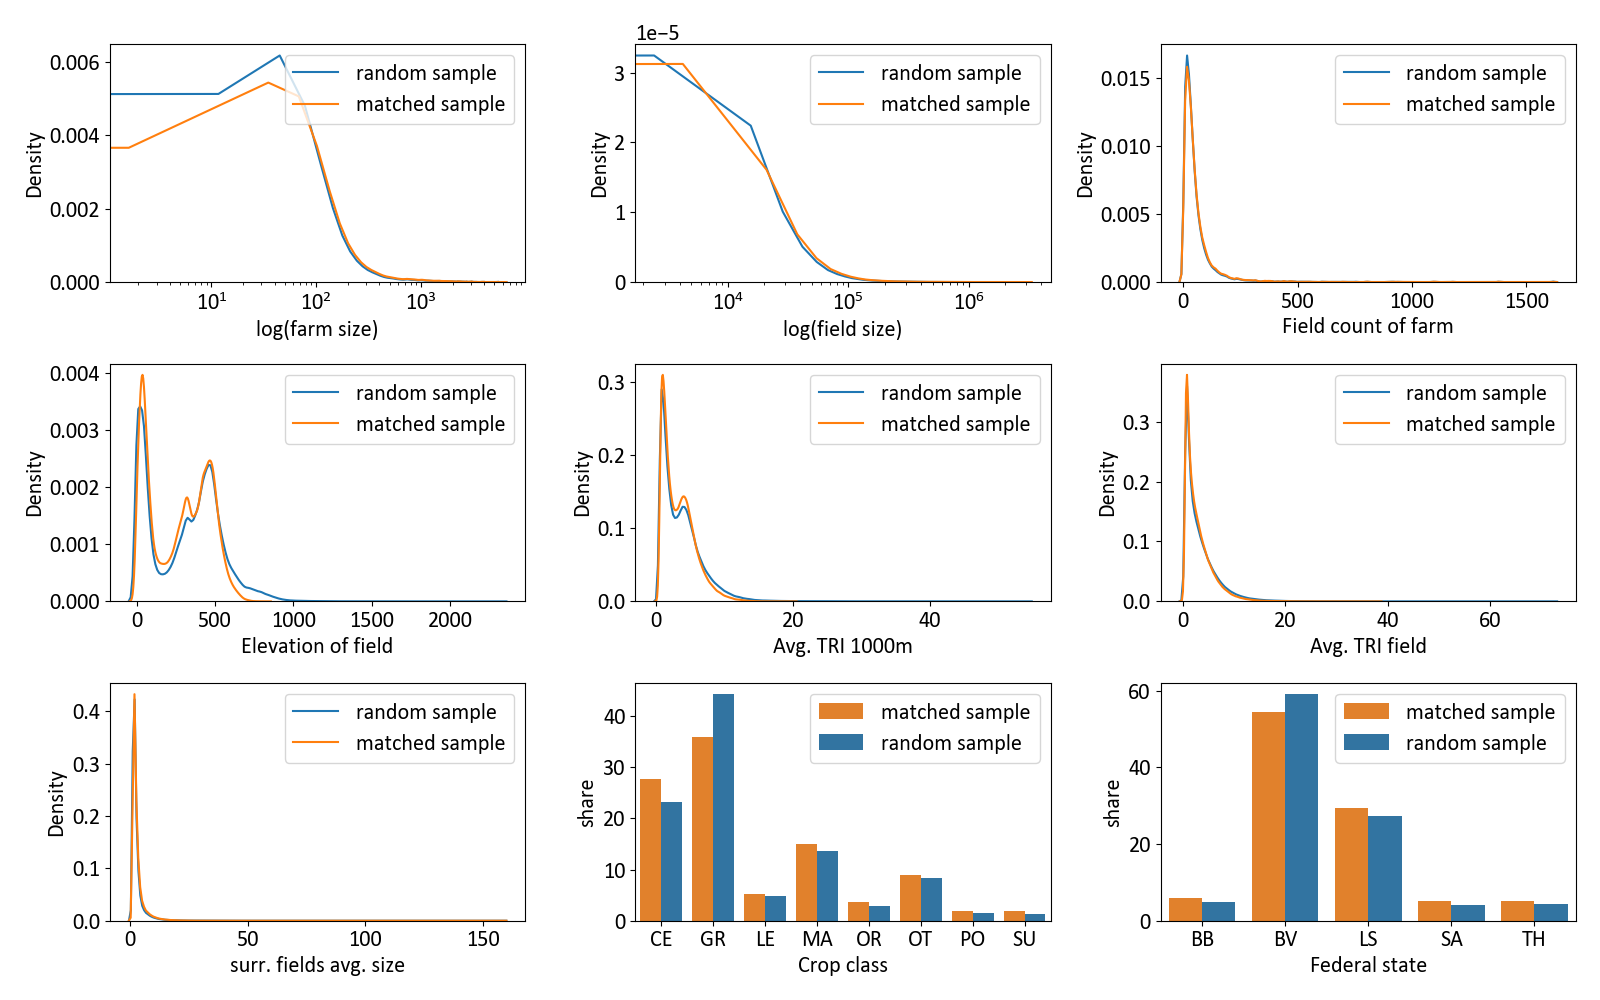 random sample
matched sample
0.006
0.004
0.002
0.000
Density
10¹
10²
10³
log(farm size)
1e−5
random sample
matched sample
3
2
1
0
Density
10⁴
10⁵
10⁶
log(field size)
random sample
matched sample
0.015
0.010
0.005
0.000
Density
0
500
1000
1500
Field count of farm
random sample
matched sample
0.004
0.003
0.002
0.001
0.000
Density
0
500
1000
1500
2000
Elevation of field
random sample
matched sample
0.3
0.2
0.1
0.0
Density
0
20
40
Avg. TRI 1000m
random sample
matched sample
0.3
0.2
0.1
0.0
Density
0
20
40
60
Avg. TRI field
random sample
matched sample
0.4
0.3
0.2
0.1
0.0
Density
0
50
100
150
surr. fields avg. size
matched sample
random sample
40
30
20
10
0
share
CE GR LE MA OR OT PO SU
Crop class
matched sample
random sample
60
40
20
0
share
BB BV LS SA TH
Federal state